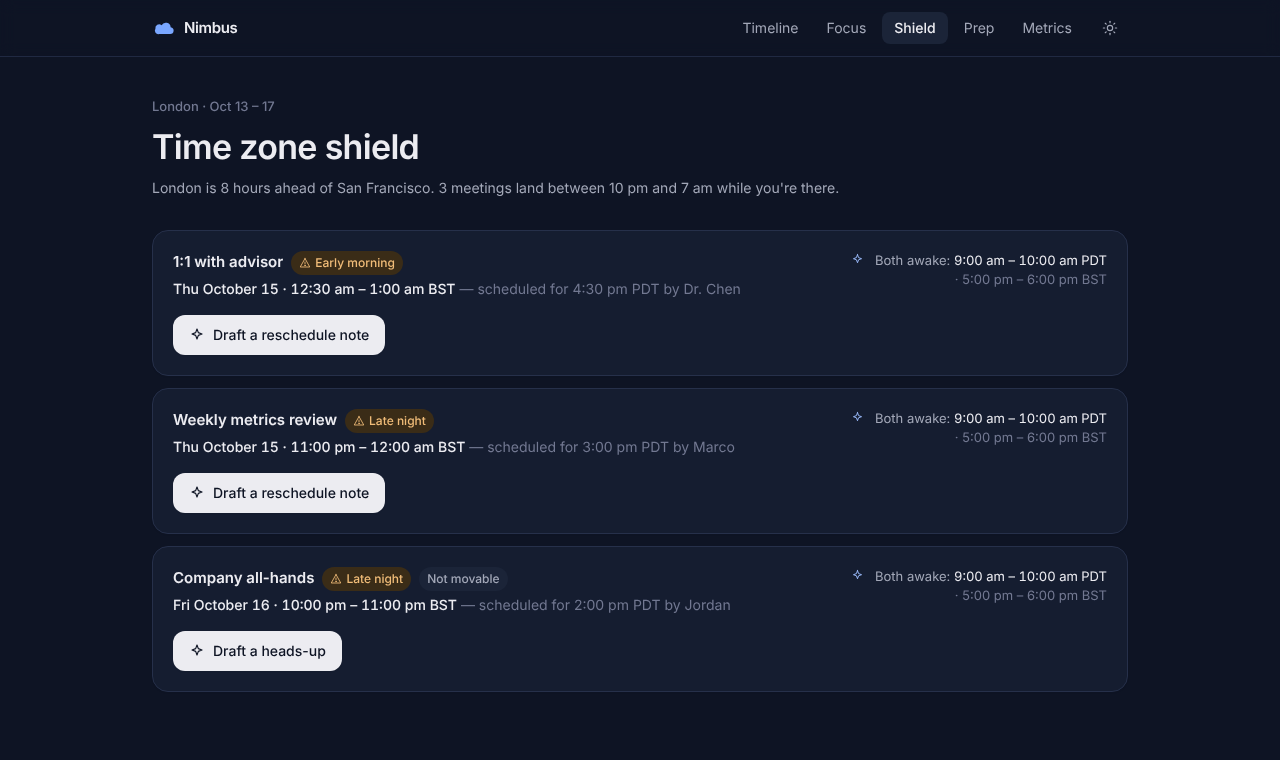 Nimbus
Timeline
Focus
Shield
Prep
Metrics
London · Oct 13 – 17
Time zone shield
London is 8 hours ahead of San Francisco. 3 meetings land between 10 pm and 7 am while you're there.
1:1 with advisor
Early morning
Thu October 15 · 12:30 am – 1:00 am BST — scheduled for 4:30 pm PDT by Dr. Chen
Both awake: 9:00 am – 10:00 am PDT
· 5:00 pm – 6:00 pm BST
Draft a reschedule note
Weekly metrics review
Late night
Thu October 15 · 11:00 pm – 12:00 am BST — scheduled for 3:00 pm PDT by Marco
Both awake: 9:00 am – 10:00 am PDT
· 5:00 pm – 6:00 pm BST
Draft a reschedule note
Company all-hands
Late night
Not movable
Fri October 16 · 10:00 pm – 11:00 pm BST — scheduled for 2:00 pm PDT by Jordan
Both awake: 9:00 am – 10:00 am PDT
· 5:00 pm – 6:00 pm BST
Draft a heads-up